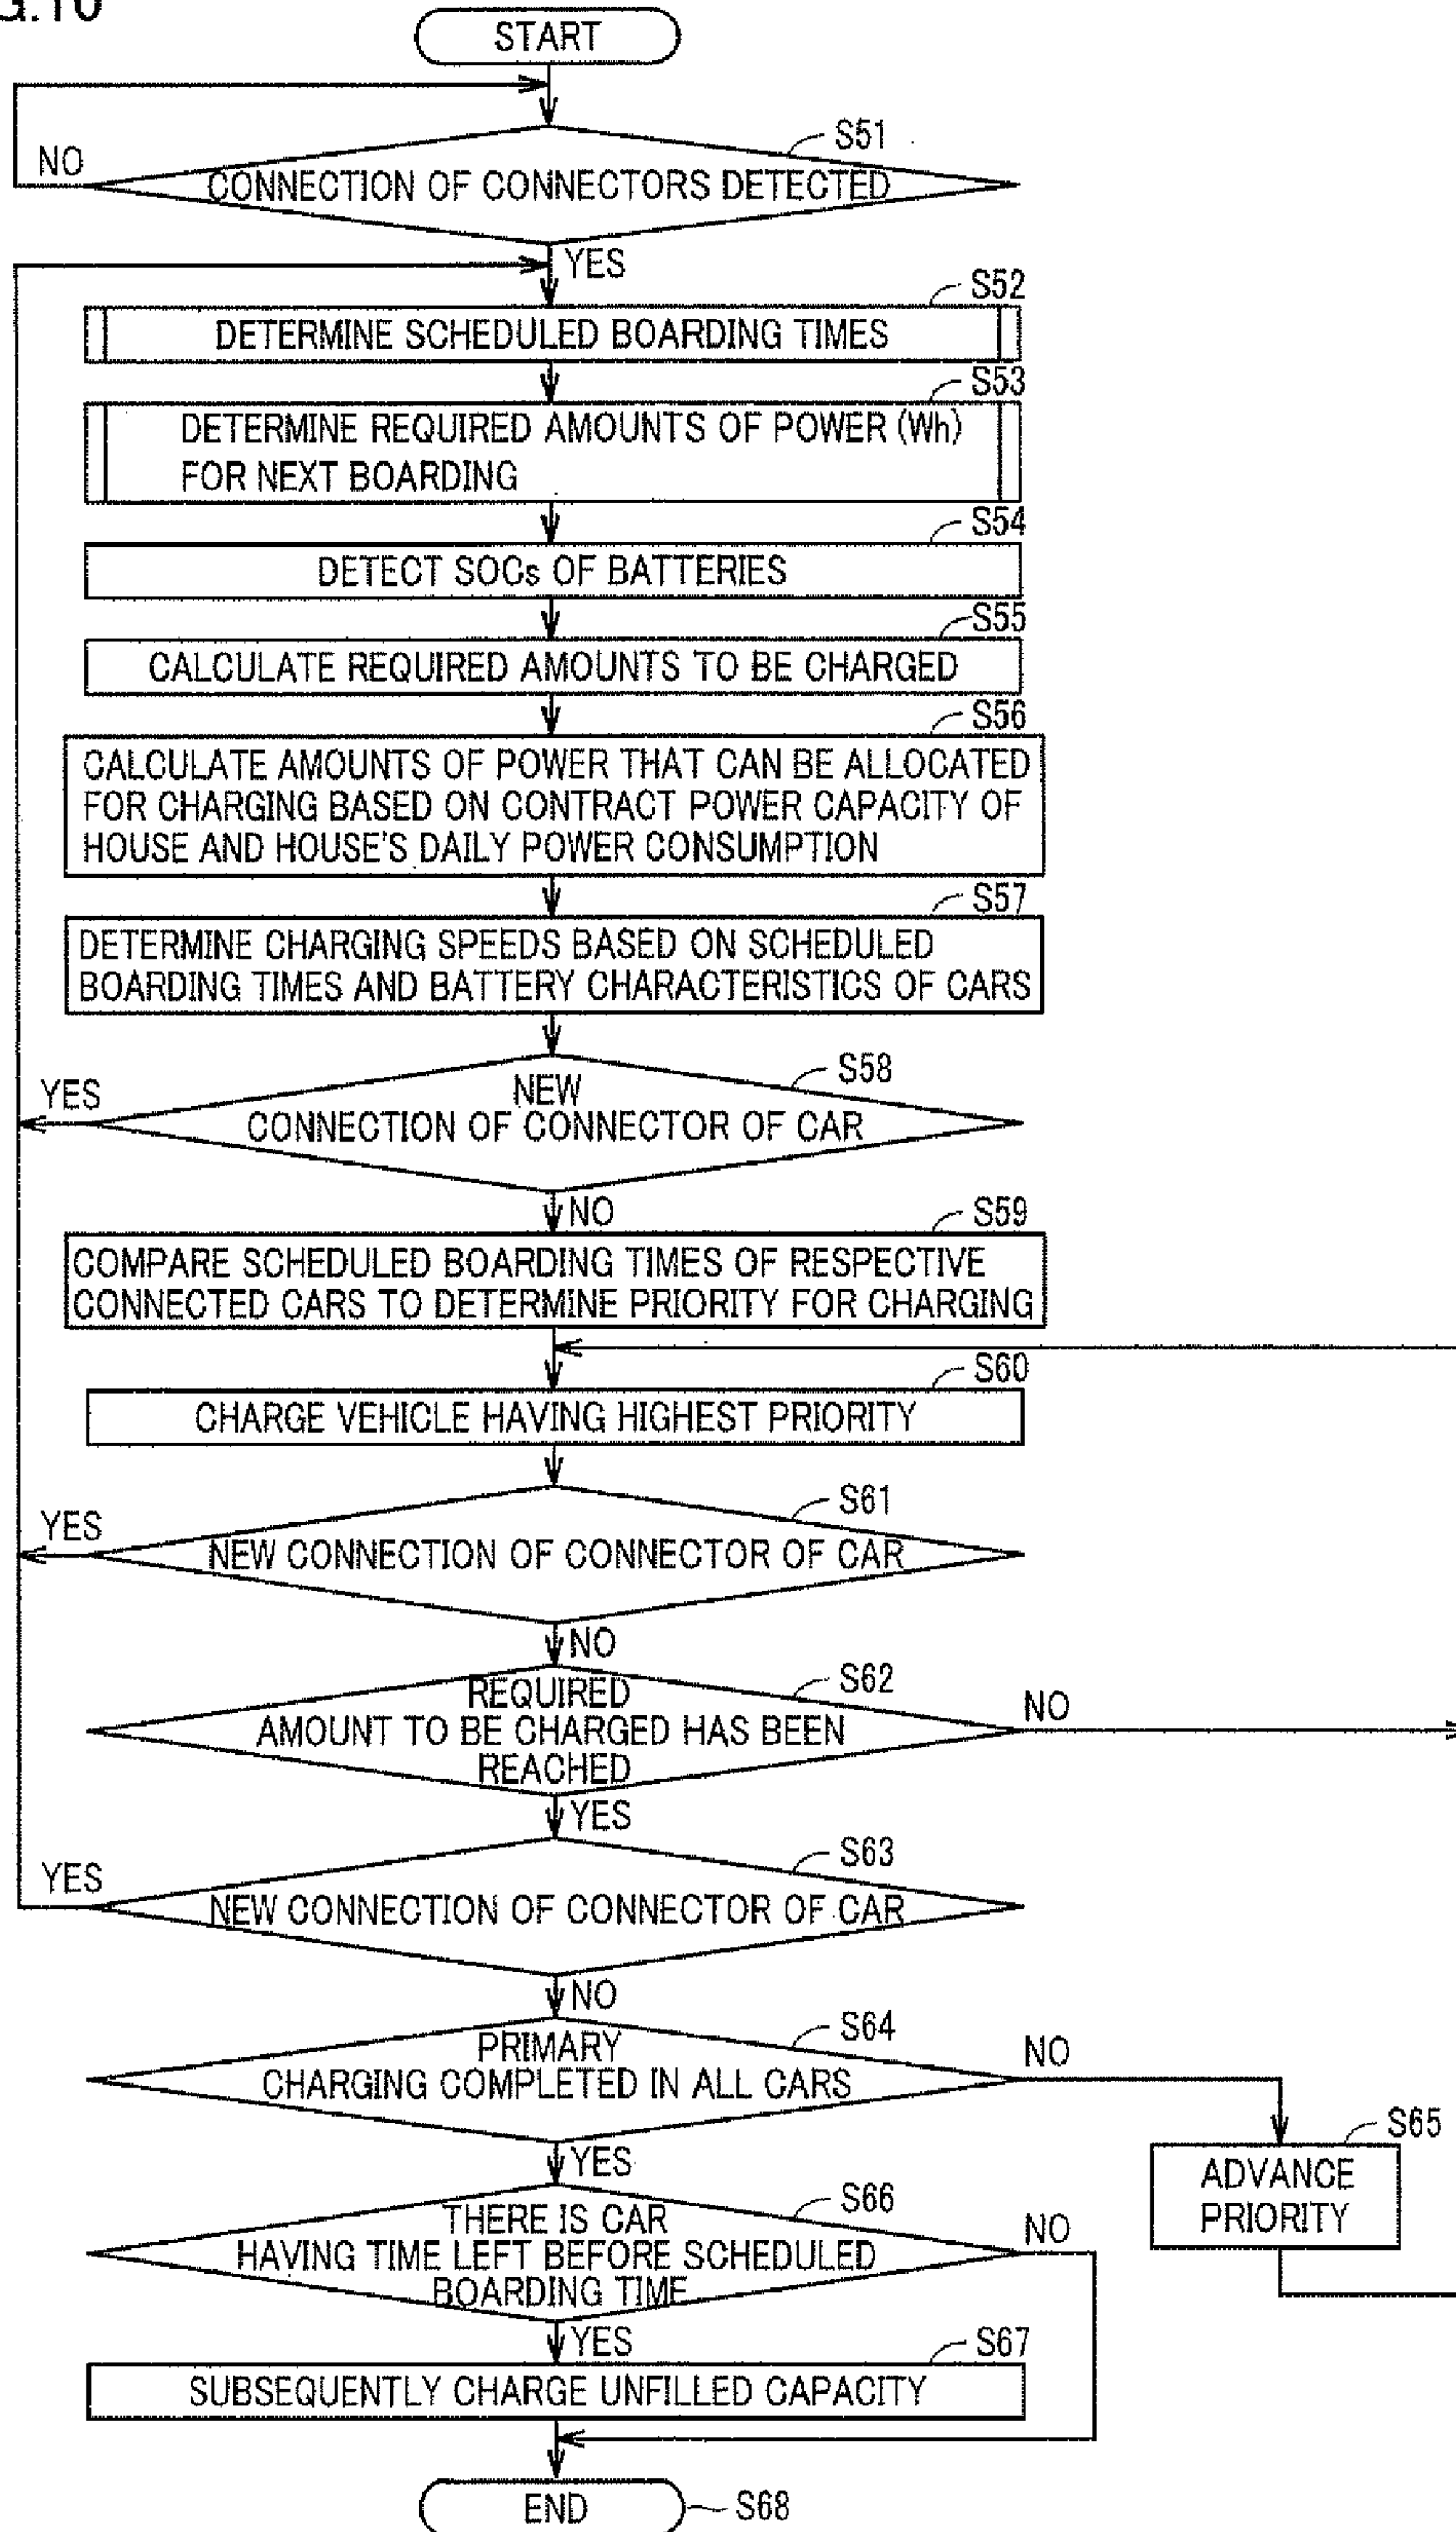 G.10
START
S51
NO
CONNECTION OF CONNECTORS DETECTED
YES
S52
DETERMINE SCHEDULED BOARDING TIMES
S53
DETERMINE REQUIRED AMOUNTS OF POWER (Wh)
FOR NEXT BOARDING
S54
DETECT SOCs OF BATTERIES
S55
CALCULATE REQUIRED AMOUNTS TO BE CHARGED
S56
CALCULATE AMOUNTS OF POWER THAT CAN BE ALLOCATED
FOR CHARGING BASED ON CONTRACT POWER CAPACITY OF
HOUSE AND HOUSE'S DAILY POWER CONSUMPTION
S57
DETERMINE CHARGING SPEEDS BASED ON SCHEDULED
BOARDING TIMES AND BATTERY CHARACTERISTICS OF CARS
S58
YES
NEW
CONNECTION OF CONNECTOR OF CAR
NO
S59
COMPARE SCHEDULED BOARDING TIMES OF RESPECTIVE
CONNECTED CARS TO DETERMINE PRIORITY FOR CHARGING
S60
CHARGE VEHICLE HAVING HIGHEST PRIORITY
S61
YES
NEW CONNECTION OF CONNECTOR OF CAR
NO
S62
REQUIRED
AMOUNT TO BE CHARGED HAS BEEN
REACHED
NO
YES
S63
YES
NEW CONNECTION OF CONNECTOR OF CAR
NO
S64
PRIMARY
CHARGING COMPLETED IN ALL CARS
NO
S65
ADVANCE
PRIORITY
YES
S66
THERE IS CAR
HAVING TIME LEFT BEFORE SCHEDULED
BOARDING TIME
NO
YES
S67
SUBSEQUENTLY CHARGE UNFILLED CAPACITY
END
S68